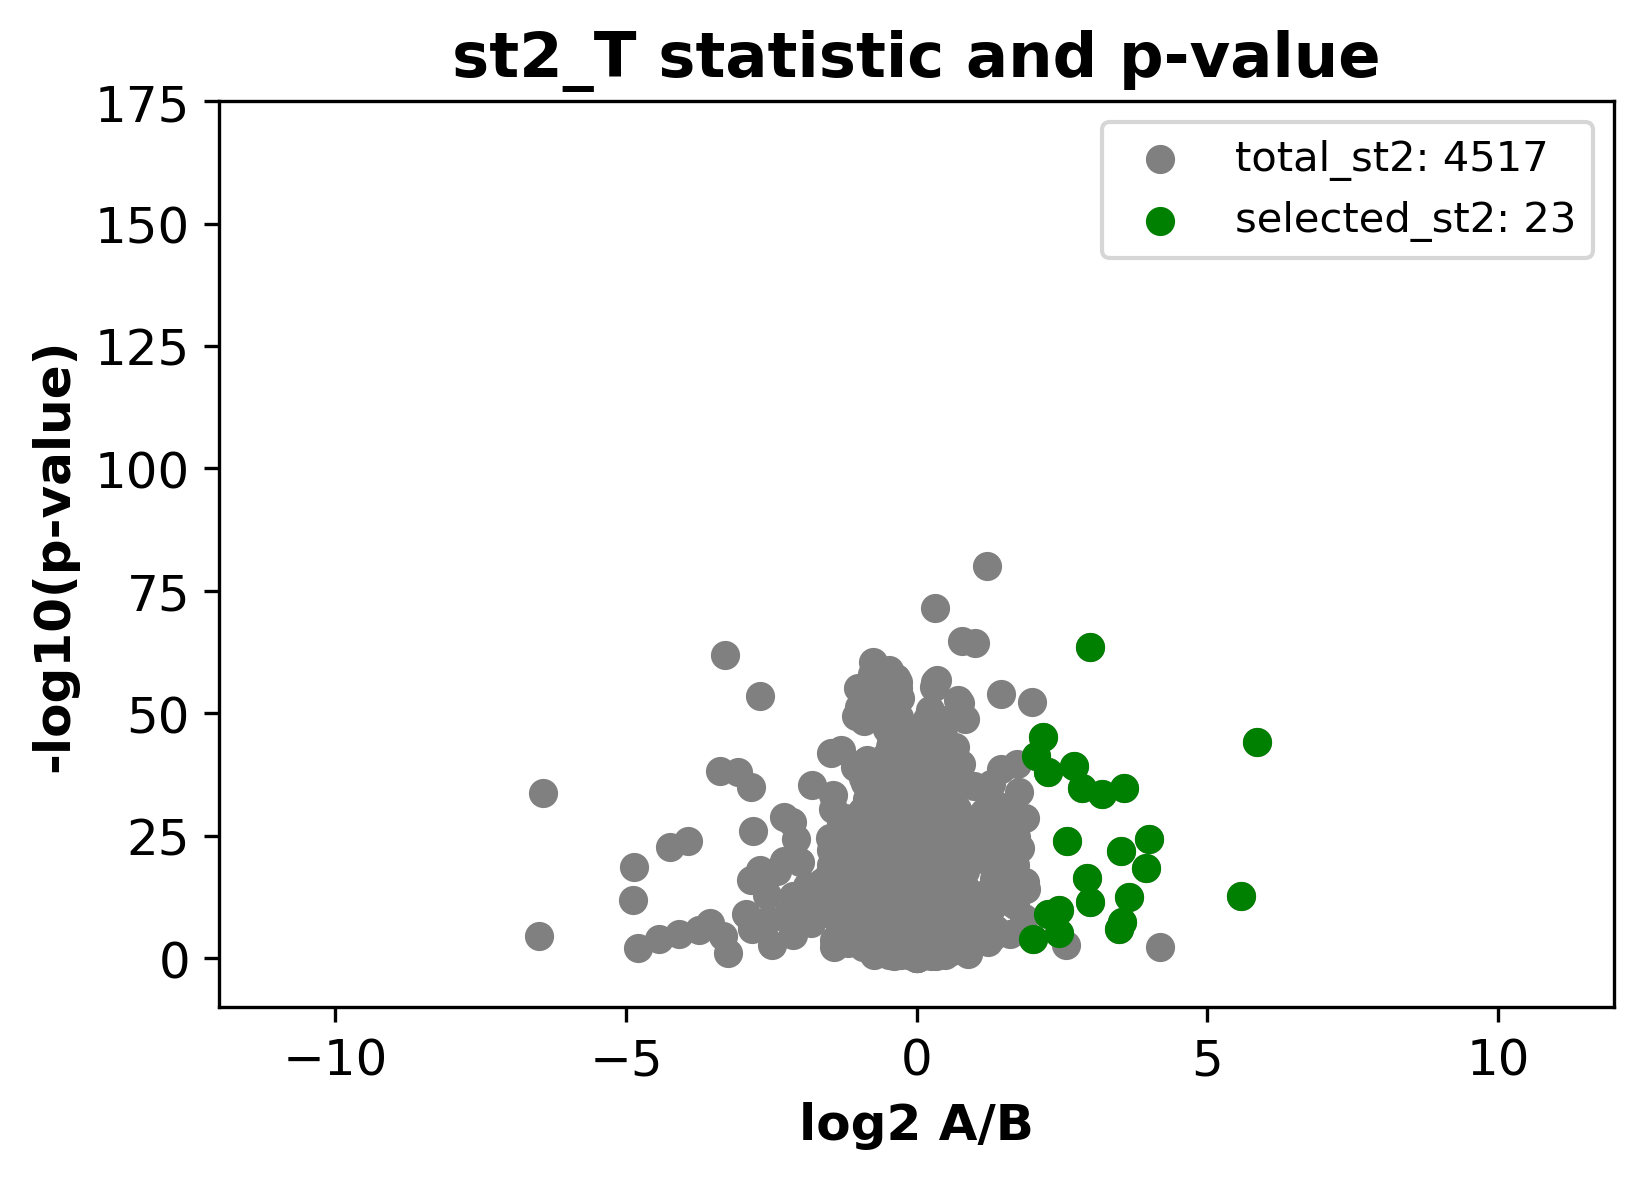 st2_T statistic and p-value
175
150
125
100
75
50
25
0
-log10(p-value)
total_st2: 4517
selected_st2: 23
−10
−5
0
5
10
log2 A/B